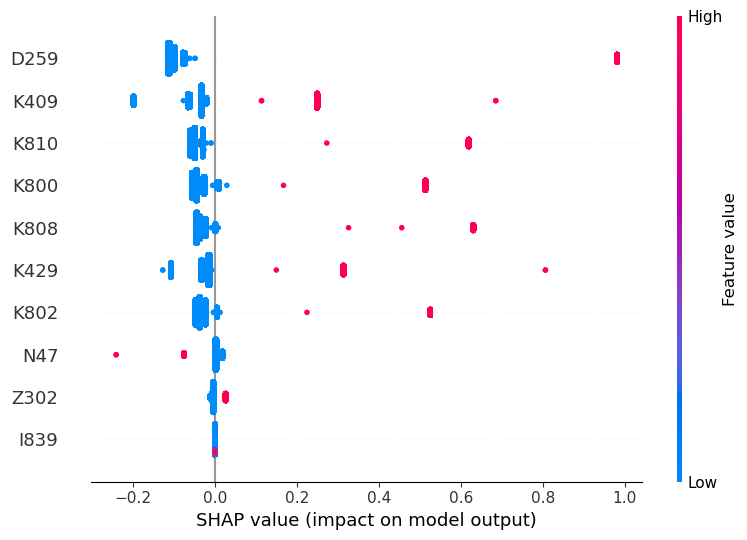 High
D259
K409
K810
K800
K808
K429
K802
N47
Z302
I839
Feature value
Low
−0.2 0.0 0.2 0.4 0.6 0.8 1.0
SHAP value (impact on model output)